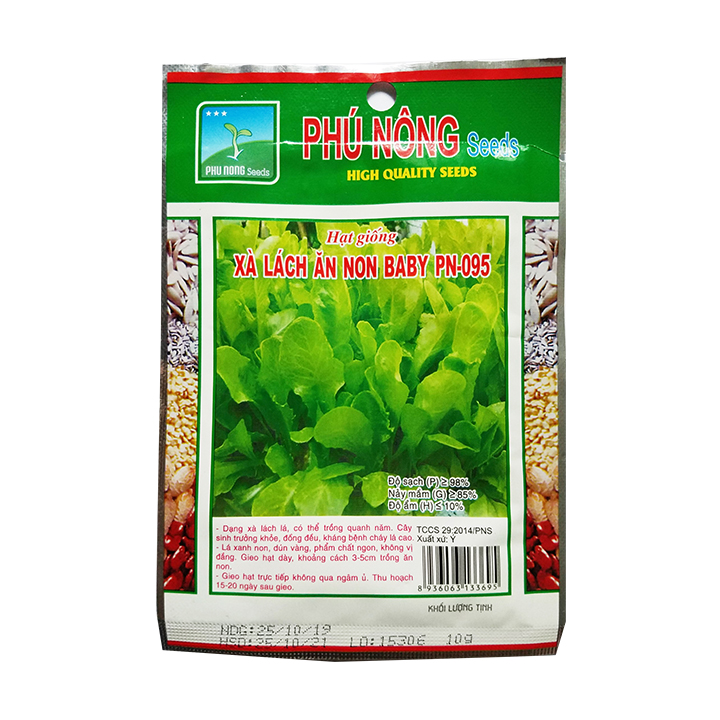 PHU NONG Seeds
PHÚ NÔNG Seeds
HIGH QUALITY SEEDS
Hạt giống
XÀ LÁCH ĂN NON BABY PN-095
Độ sạch (P) ≥ 98%
Nảy mầm (G) ≥ 85%
Độ ẩm (H) ≤ 10%
- Dạng xà lách lá, có thể trồng quanh năm. Cây
sinh trưởng khỏe, đồng đều, kháng bệnh cháy lá cao.
- Lá xanh non, dún vàng, phẩm chất ngon, không vị
đắng. Gieo hạt dày, khoảng cách 3-5cm trồng ăn
non.
- Gieo hạt trực tiếp không qua ngâm ủ. Thu hoạch
15-20 ngày sau gieo.
TCCS 29:2014/PNS
Xuất xứ: Ý
8 936063 133695
KHỐI LƯỢNG TỊNH
NDG:25/10/19
HSD:25/10/21 LO:15306 10g